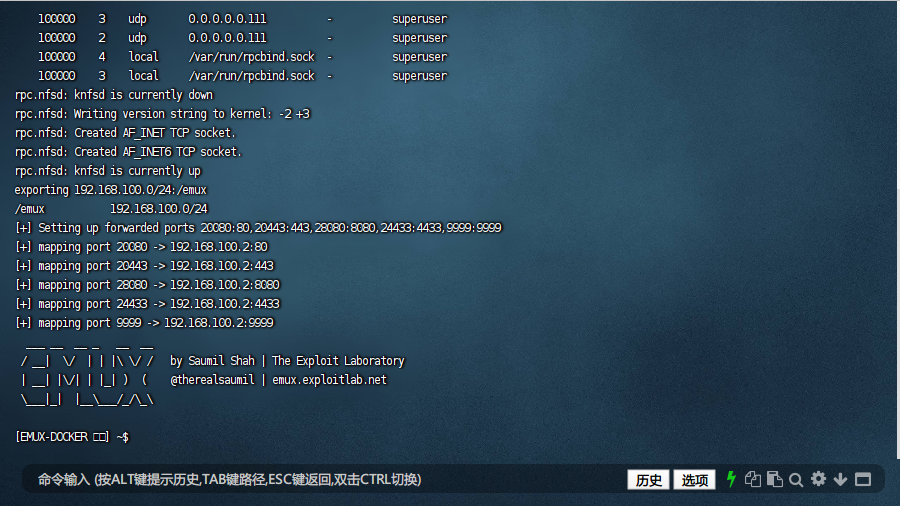 100000 3 udp 0.0.0.0.0.111 - superuser
100000 2 udp 0.0.0.0.0.111 - superuser
100000 4 local /var/run/rpcbind.sock - superuser
100000 3 local /var/run/rpcbind.sock - superuser
rpc.nfsd: knfsd is currently down
rpc.nfsd: Writing version string to kernel: -2 +3
rpc.nfsd: Created AF_INET TCP socket.
rpc.nfsd: Created AF_INET6 TCP socket.
rpc.nfsd: knfsd is currently up
exporting 192.168.100.0/24:/emux
/emux 192.168.100.0/24
[+] Setting up forwarded ports 20080:80,20443:443,28080:8080,24433:4433,9999:9999
[+] mapping port 20080 -> 192.168.100.2:80
[+] mapping port 20443 -> 192.168.100.2:443
[+] mapping port 28080 -> 192.168.100.2:8080
[+] mapping port 24433 -> 192.168.100.2:4433
[+] mapping port 9999 -> 192.168.100.2:9999
by Saumil Shah | The Exploit Laboratory
@therealsaumil | emux.exploitlab.net
[EMUX-DOCKER □□] ~$
命令输入 (按ALT键提示历史,TAB键路径,ESC键返回,双击CTRL切换) 历史 选项